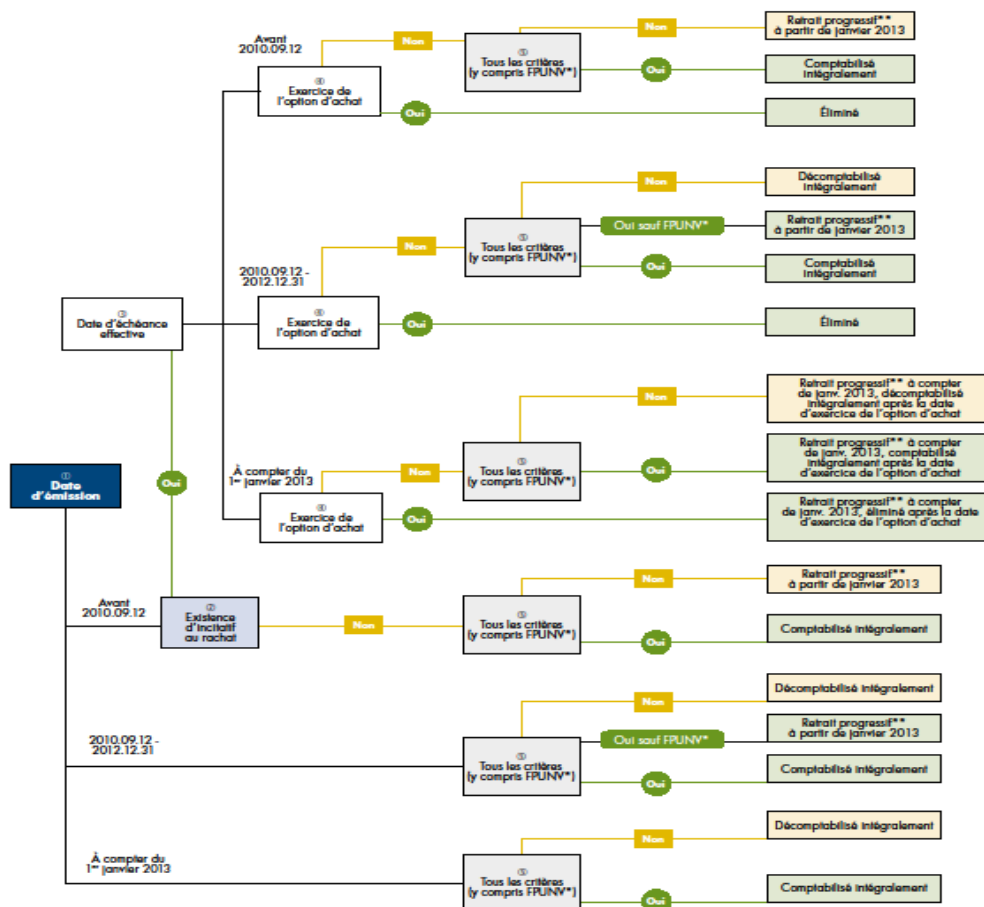 Avant
2010.09.12
④
Exercice de
l'option d'achat
Non
⑤
Tous les critères
(y compris FPUNV*)
Non
Retrait progressif**
à partir de janvier 2013
Oui
Comptabilisé
intégralement
Oui
Éliminé
2010.09.12 -
2012.12.31
④
Exercice de
l'option d'achat
Non
⑤
Tous les critères
(y compris FPUNV*)
Non
Décomptabilisé
intégralement
Oui sauf FPUNV*
Retrait progressif**
à partir de janvier 2013
Oui
Comptabilisé
intégralement
Oui
Éliminé
③
Date d'échéance
effective
À compter du
1er janvier 2013
④
Exercice de
l'option d'achat
Non
⑤
Tous les critères
(y compris FPUNV*)
Non
Retrait progressif** à compter
de janv. 2013, décomptabilisé
intégralement après la date
d'exercice de l'option d'achat
Oui
Retrait progressif** à compter
de janv. 2013, comptabilisé
intégralement après la date
d'exercice de l'option d'achat
Oui
Retrait progressif** à compter
de janv. 2013, éliminé après la date
d'exercice de l'option d'achat
①
Date
d'émission
Oui
Avant
2010.09.12
②
Existence
d'incitatif
au rachat
Non
⑤
Tous les critères
(y compris FPUNV*)
Non
Retrait progressif**
à partir de janvier 2013
Oui
Comptabilisé intégralement
2010.09.12 -
2012.12.31
⑤
Tous les critères
(y compris FPUNV*)
Non
Décomptabilisé intégralement
Oui sauf FPUNV*
Retrait progressif**
à partir de janvier 2013
Oui
Comptabilisé intégralement
À compter du
1er janvier 2013
⑤
Tous les critères
(y compris FPUNV*)
Non
Décomptabilisé intégralement
Oui
Comptabilisé intégralement